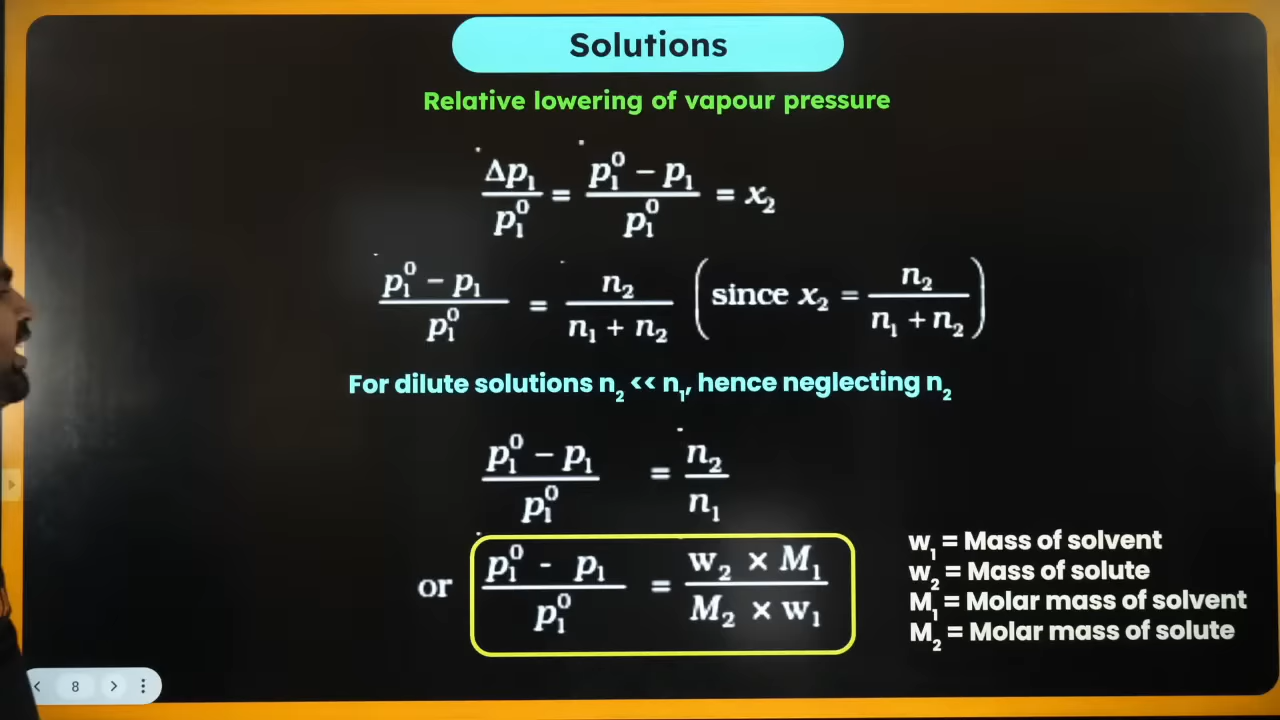 Solutions
Relative lowering of vapour pressure
Δp₁/p₁⁰ = (p₁⁰ – p₁)/p₁⁰ = x₂
(p₁⁰ – p₁)/p₁⁰ = n₂/(n₁ + n₂) (since x₂ = n₂/(n₁ + n₂))
For dilute solutions n₂ << n₁, hence neglecting n₂
(p₁⁰ – p₁)/p₁⁰ = n₂/n₁
or (p₁⁰ - p₁)/p₁⁰ = (w₂ × M₁)/(M₂ × w₁)
w₁ = Mass of solvent
w₂ = Mass of solute
M₁ = Molar mass of solvent
M₂ = Molar mass of solute
8